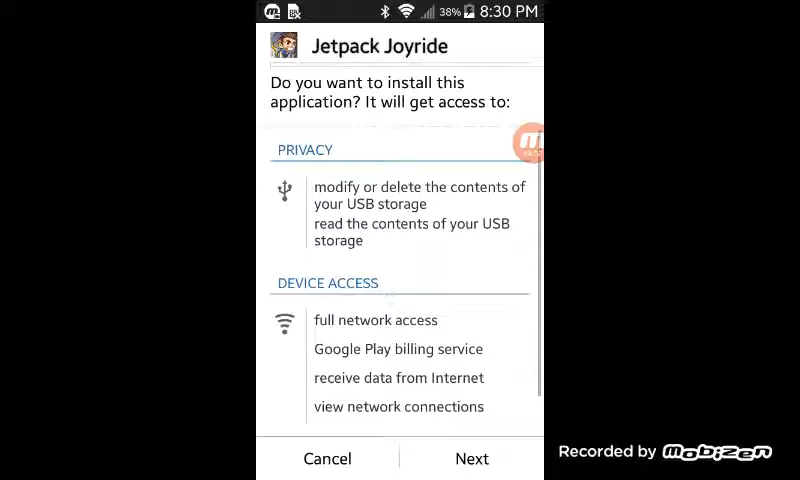 38% 8:30 PM
Jetpack Joyride
Do you want to install this
application? It will get access to:
PRIVACY
modify or delete the contents of
your USB storage
read the contents of your USB
storage
DEVICE ACCESS
full network access
Google Play billing service
receive data from Internet
view network connections
Cancel Next
Recorded by mobizen